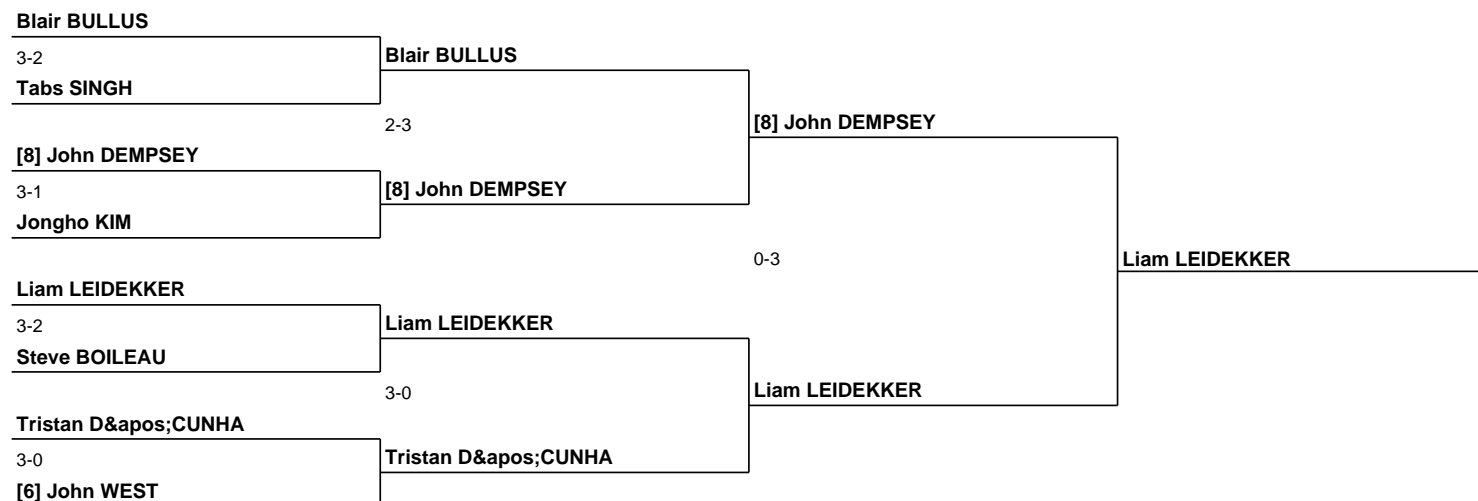 Blair BULLUS
3-2
Blair BULLUS
Tabs SINGH
2-3
[8] John DEMPSEY
[8] John DEMPSEY
3-1
[8] John DEMPSEY
Jongho KIM
0-3
Liam LEIDEKKER
Liam LEIDEKKER
3-2
Liam LEIDEKKER
Steve BOILEAU
3-0
Liam LEIDEKKER
Tristan D&apos;CUNHA
3-0
Tristan D&apos;CUNHA
[6] John WEST